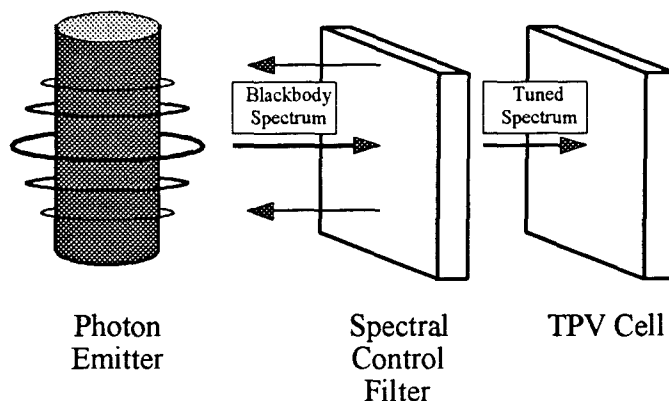 Blackbody
Spectrum
Tuned
Spectrum
Photon
Emitter
Spectral
Control
Filter
TPV Cell